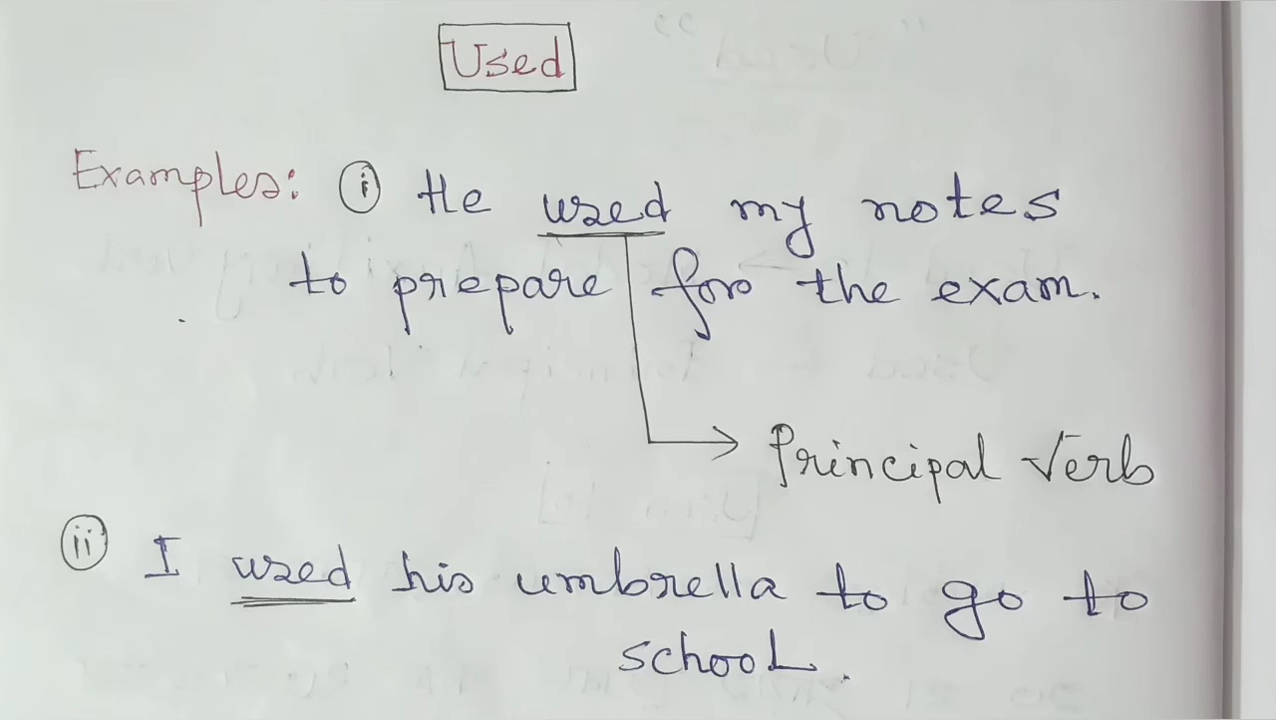 Used
Examples: (i) He used my notes
to prepare for the exam.
Principal Verb
(ii) I used his umbrella to go to
school.